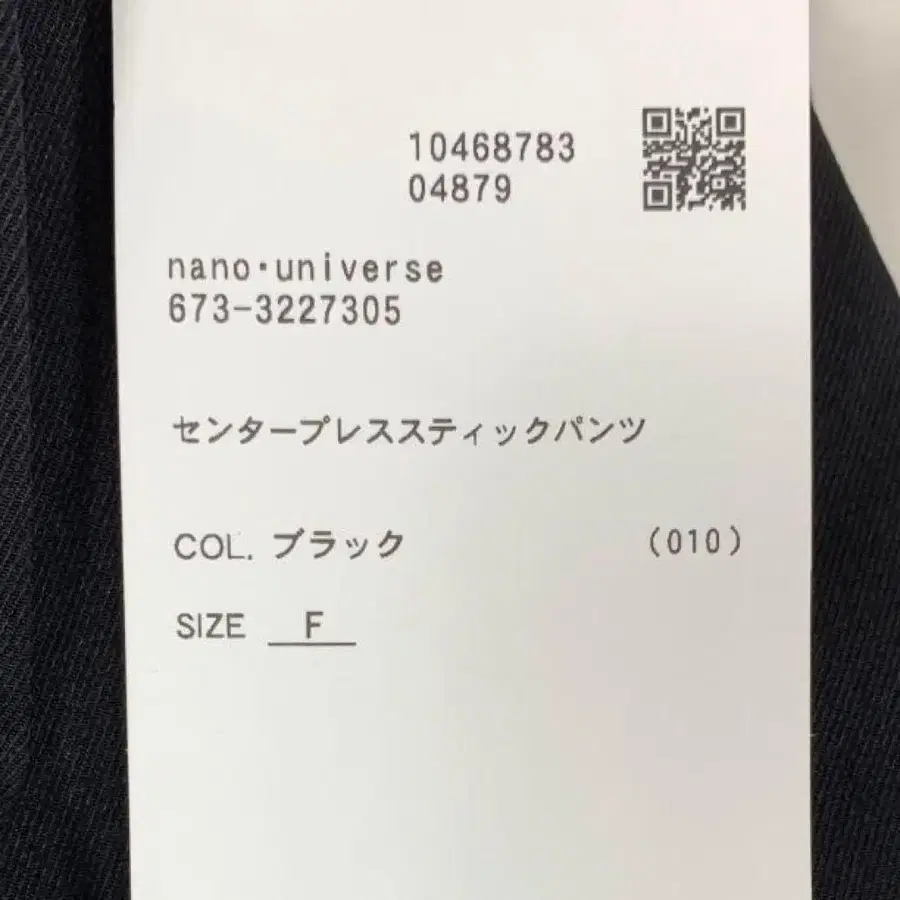 10468783
04879
nano・universe
673-3227305
センタープレススティックパンツ
COL. ブラック (010)
SIZE F